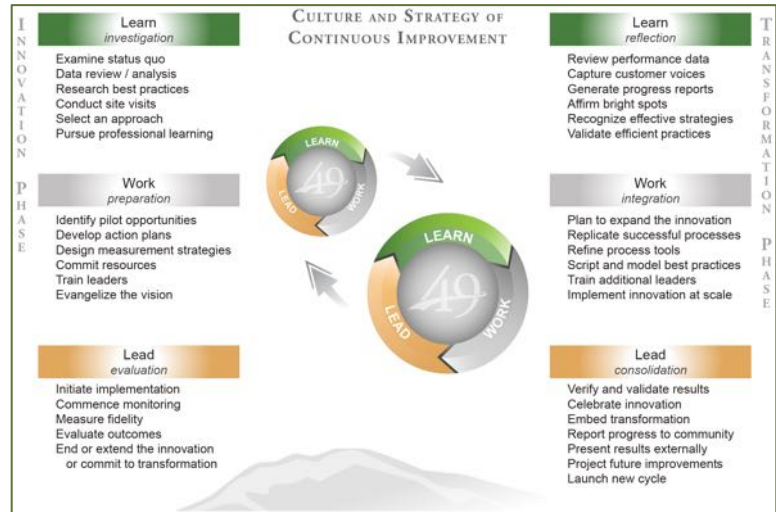 CULTURE AND STRATEGY OF
CONTINUOUS IMPROVEMENT
INNOVATION PHASE
Learn
investigation
Examine status quo
Data review / analysis
Research best practices
Conduct site visits
Select an approach
Pursue professional learning
Work
preparation
Identify pilot opportunities
Develop action plans
Design measurement strategies
Commit resources
Train leaders
Evangelize the vision
Lead
evaluation
Initiate implementation
Commence monitoring
Measure fidelity
Evaluate outcomes
End or extend the innovation
or commit to transformation
LEARN
WORK
LEAD
49
LEARN
WORK
LEAD
49
TRANSFORMATION PHASE
Learn
reflection
Review performance data
Capture customer voices
Generate progress reports
Affirm bright spots
Recognize effective strategies
Validate efficient practices
Work
integration
Plan to expand the innovation
Replicate successful processes
Refine process tools
Script and model best practices
Train additional leaders
Implement innovation at scale
Lead
consolidation
Verify and validate results
Celebrate innovation
Embed transformation
Report progress to community
Present results externally
Project future improvements
Launch new cycle